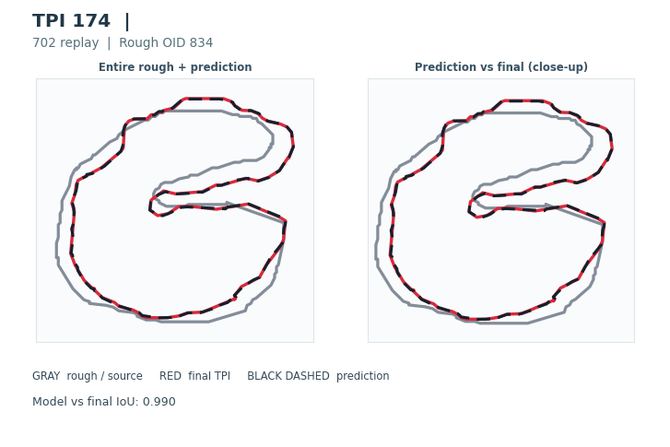 TPI 174 |
702 replay | Rough OID 834
Entire rough + prediction
Prediction vs final (close-up)
GRAY rough / source RED final TPI BLACK DASHED prediction
Model vs final IoU: 0.990